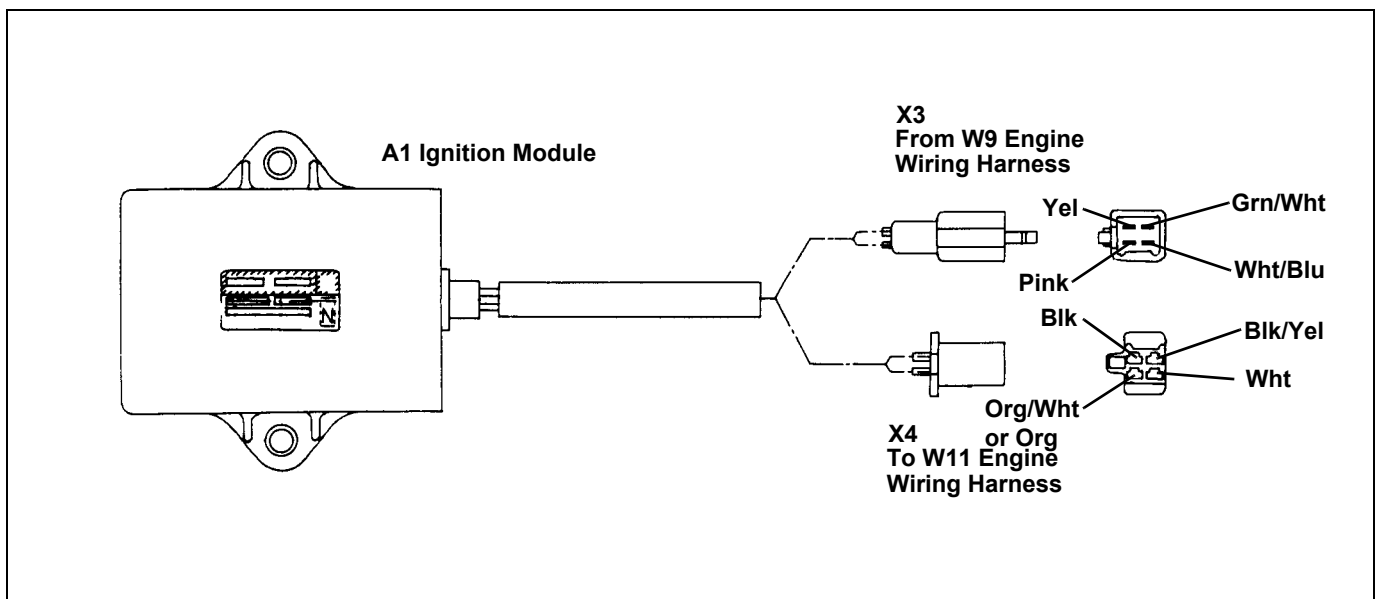 A1 Ignition Module
X3
From W9 Engine
Wiring Harness
Yel
Grn/Wht
Pink
Wht/Blu
Blk
Blk/Yel
Wht
Org/Wht
or Org
X4
To W11 Engine
Wiring Harness